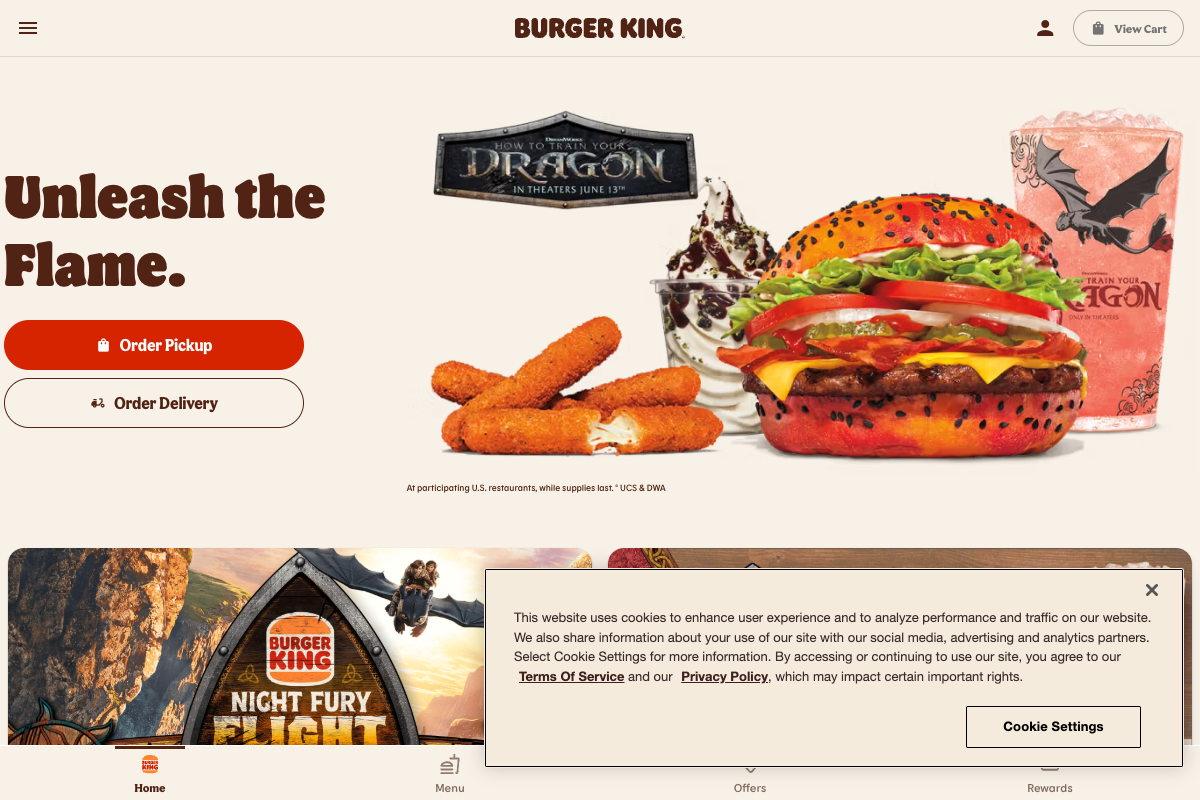 BURGER KING
View Cart
Unleash the
Flame.
Order Pickup
Order Delivery
DREAMWORKS
HOW TO TRAIN YOUR
DRAGON
IN THEATERS JUNE 13TH
TRAIN YOUR
AGON
ONLY IN THEATERS
At participating U.S. restaurants, while supplies last. © UCS & DWA
BURGER
KING
NIGHT FURY
FLIGHT
This website uses cookies to enhance user experience and to analyze performance and traffic on our website.
We also share information about your use of our site with our social media, advertising and analytics partners.
Select Cookie Settings for more information. By accessing or continuing to use our site, you agree to our
Terms Of Service and our Privacy Policy, which may impact certain important rights.
Cookie Settings
BURGER
KING
Home
Menu
Offers
Rewards